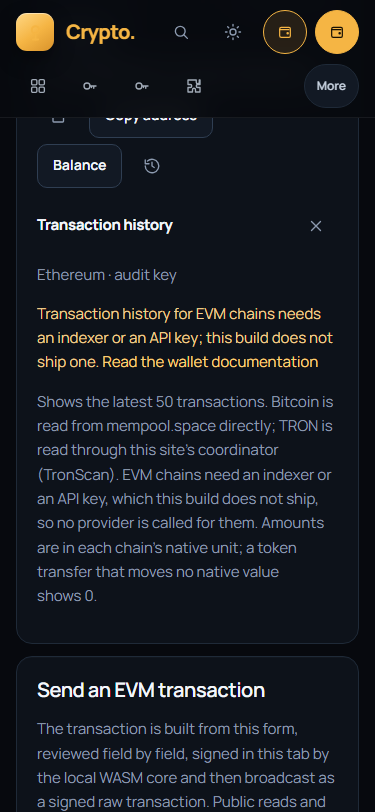 Crypto.
More
Copy address
Balance
Transaction history
Ethereum · audit key
Transaction history for EVM chains needs
an indexer or an API key; this build does not
ship one. Read the wallet documentation
Shows the latest 50 transactions. Bitcoin is
read from mempool.space directly; TRON is
read through this site's coordinator
(TronScan). EVM chains need an indexer or
an API key, which this build does not ship,
so no provider is called for them. Amounts
are in each chain's native unit; a token
transfer that moves no native value
shows 0.
Send an EVM transaction
The transaction is built from this form,
reviewed field by field, signed in this tab by
the local WASM core and then broadcast as
a signed raw transaction. Public reads and